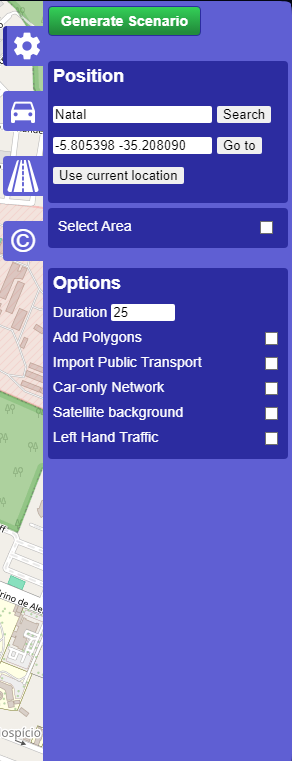 Generate Scenario
Position
Natal Search
-5.805398 -35.208090 Go to
Use current location
Select Area
©
Options
Duration 25
Add Polygons
Import Public Transport
Car-only Network
Satellite background
Left Hand Traffic
rino de Ale
ospício